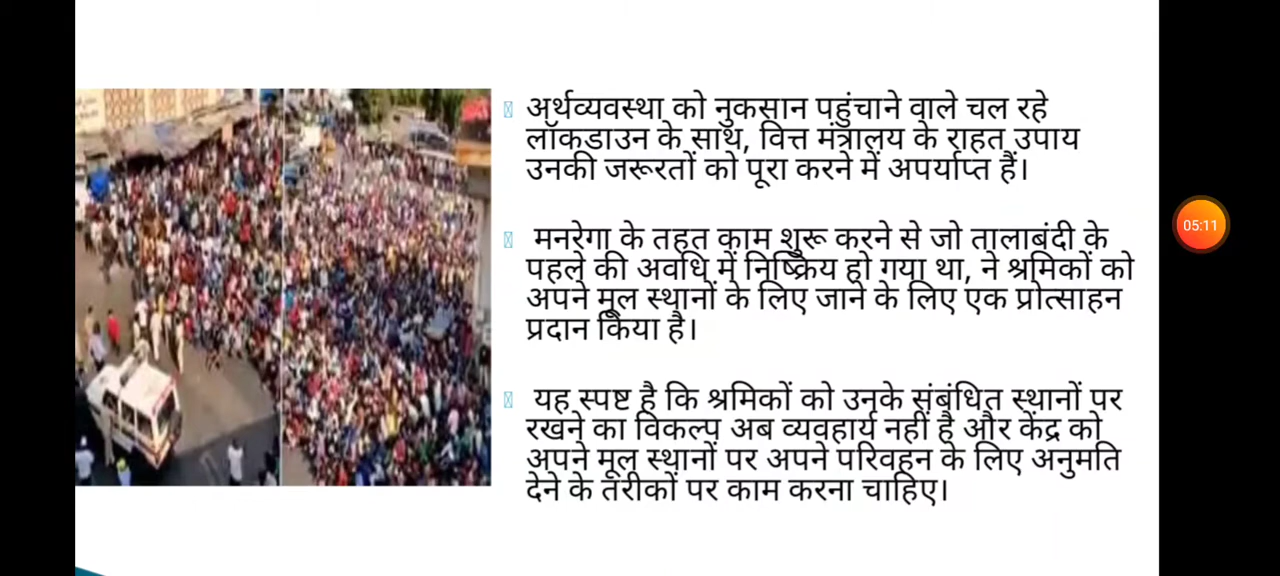 अर्थव्यवस्था को नुकसान पहुंचाने वाले चल रहे
लॉकडाउन के साथ, वित्त मंत्रालय के राहत उपाय
उनकी जरूरतों को पूरा करने में अपर्याप्त हैं।
मनरेगा के तहत काम शुरू करने से जो तालाबंदी के
पहले की अवधि में निष्क्रिय हो गया था, ने श्रमिकों को
अपने मूल स्थानों के लिए जाने के लिए एक प्रोत्साहन
प्रदान किया है।
यह स्पष्ट है कि श्रमिकों को उनके संबंधित स्थानों पर
रखने का विकल्प अब व्यवहार्य नहीं है और केंद्र को
अपने मूल स्थानों पर अपने परिवहन के लिए अनुमति
देने के तरीकों पर काम करना चाहिए।
05:11